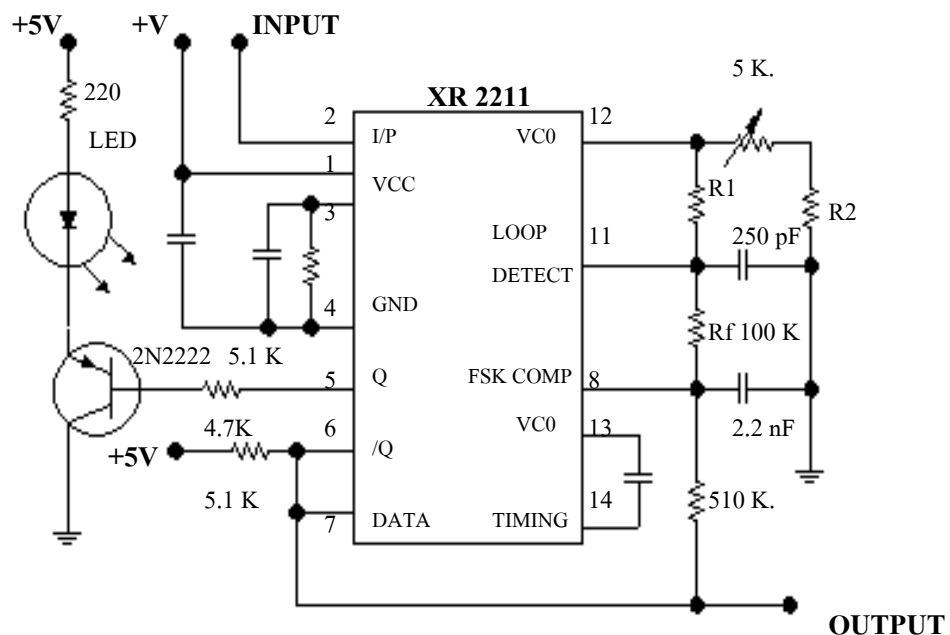 +5V +V INPUT
5 K.
220
XR 2211
2 12
I/P VC0
LED
1
VCC
R1
R2
3
LOOP 11 250 pF
DETECT
4 GND
Rf 100 K
2N2222 5.1 K
5 Q FSK COMP 8
2.2 nF
4.7K 6 VC0 13
+5V /Q
5.1 K 14 510 K.
7 DATA TIMING
OUTPUT